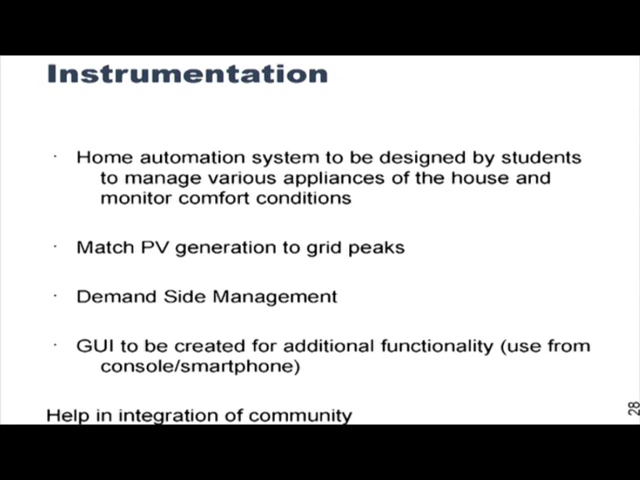 Instrumentation
· Home automation system to be designed by students
to manage various appliances of the house and
monitor comfort conditions
· Match PV generation to grid peaks
· Demand Side Management
· GUI to be created for additional functionality (use from
console/smartphone)
28
Help in integration of community